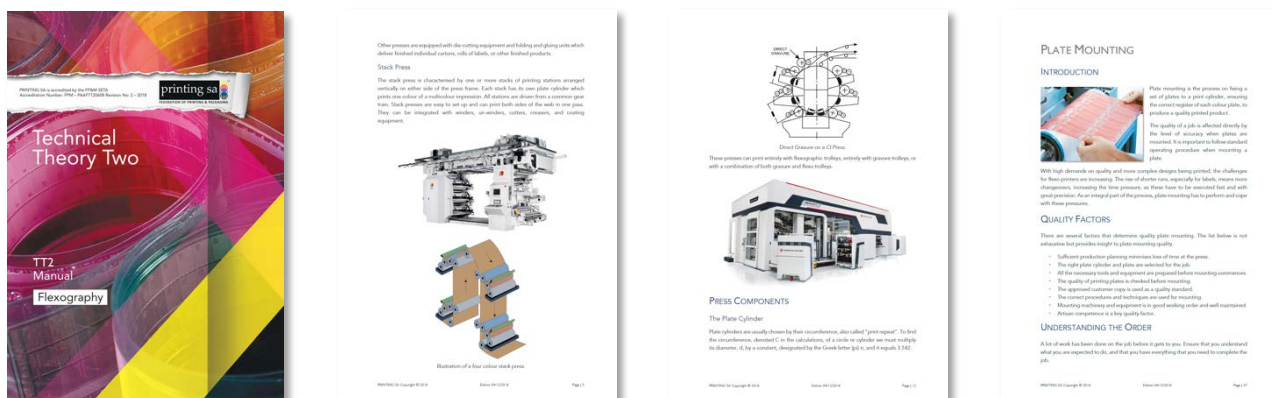 PRINTING SA is accredited by the FP&M SETA
printing sa
FEDERATION OF PRINTING & PACKAGING
Technical
Theory Two
TT2
Manual
Flexography
Other presses are equipped with die-cutting equipment and folding and gluing units which
deliver finished individual cartons, rolls of labels, or other finished products.
Stack Press
The stack press is characterised by one or more stacks of printing stations arranged
vertically on either side of the press frame. Each stack has its own plate cylinder which
prints one colour of a multicolour impression. All stations are driven from a common gear
train. Stack presses are easy to set up and can print both sides of the web in one pass.
They can be integrated with winders, un-winders, cutters, creasers, and coating
equipment.
Illustration of a four colour stack press.
PRINTING SA Copyright © 2016
Page | 5
DIRECT
GRAVURE
Direct Gravure on a CI Press.
These presses can print entirely with flexographic trolleys, entirely with gravure trolleys, or
with a combination of both gravure and flexo trolleys.
PRESS COMPONENTS
The Plate Cylinder
Plate cylinders are usually chosen by their circumference, also called "print repeat". To find
the circumference, denoted C in the calculations, of a circle or cylinder we must multiply
its diameter, d, by a constant, designated by the Greek letter (pi) π, and it equals 3.142.
PRINTING SA Copyright © 2016
PLATE MOUNTING
INTRODUCTION
Plate mounting is the process on fixing a
set of plates to a print cylinder, ensuring
the correct register of each colour plate, to
produce a quality printed product.
The quality of a job is affected directly by
the level of accuracy when plates are
mounted. It is important to follow standard
operating procedure when mounting a
plate.
With high demands on quality and more complex designs being printed, the challenges
for flexo printers are increasing. The rise of shorter runs, especially for labels, means more
changeovers, increasing the time pressure, as these have to be executed fast and with
great precision. As an integral part of the process, plate mounting has to perform and cope
with these pressures.
QUALITY FACTORS
There are several factors that determine quality plate mounting. The list below is not
exhaustive but provides insight to plate mounting quality.
• Sufficient production planning minimises loss of time at the press.
• The right plate cylinder and plate are selected for the job.
• All the necessary tools and equipment are prepared before mounting commences.
• The quality of printing plates is checked before mounting.
• The approved customer copy is used as a quality standard.
• The correct procedures and techniques are used for mounting.
• Mounting machinery and equipment is in good working order and well maintained.
• Artisan competence is a key quality factor.
UNDERSTANDING THE ORDER
A lot of work has been done on the job before it gets to you. Ensure that you understand
what you are expected to do, and that you have everything that you need to complete the
job.
PRINTING SA Copyright © 2016